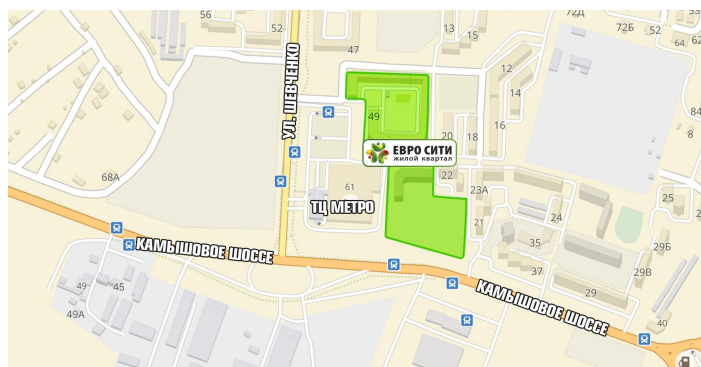 56
52
47
13
15
72Д
72Б
52
64
62
12
14
16
84
8
УЛ. ШЕВЧЕНКО
49
20
18
ЕВРО СИТИ
ЖИЛОЙ КВАРТАЛ
22
23А
68А
61
ТЦ МЕТРО
21
24
25
35
37
29Б
29В
29
КАМЫШОВОЕ ШОССЕ
КАМЫШОВОЕ ШОССЕ
49
45
49А
40